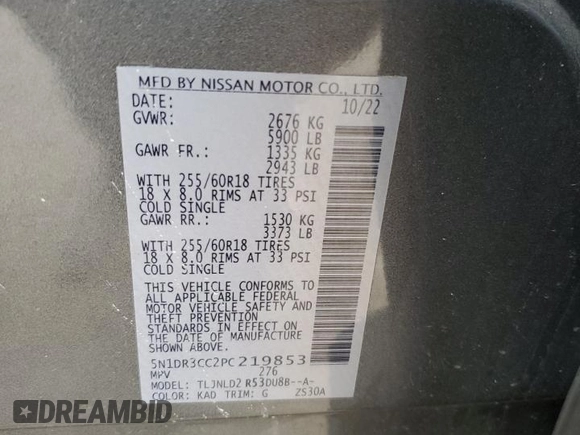 MFD BY NISSAN MOTOR CO., LTD.
DATE: 10/22
GVWR: 2676 KG
5900 LB
GAWR FR.: 1335 KG
2943 LB
WITH 255/60R18 TIRES
18 X 8.0 RIMS AT 33 PSI
COLD SINGLE
GAWR RR.: 1530 KG
3373 LB
WITH 255/60R18 TIRES
18 X 8.0 RIMS AT 33 PSI
COLD SINGLE
THIS VEHICLE CONFORMS TO
ALL APPLICABLE FEDERAL
MOTOR VEHICLE SAFETY AND
THEFT PREVENTION
STANDARDS IN EFFECT ON
THE DATE OF MANUFACTURE
SHOWN ABOVE.
5N1DR3CC2PC219853
MPV 276
MODEL: TLJNLD2 R53DU8B--A-
COLOR: KAD TRIM: G ZS30A
DREAMBID